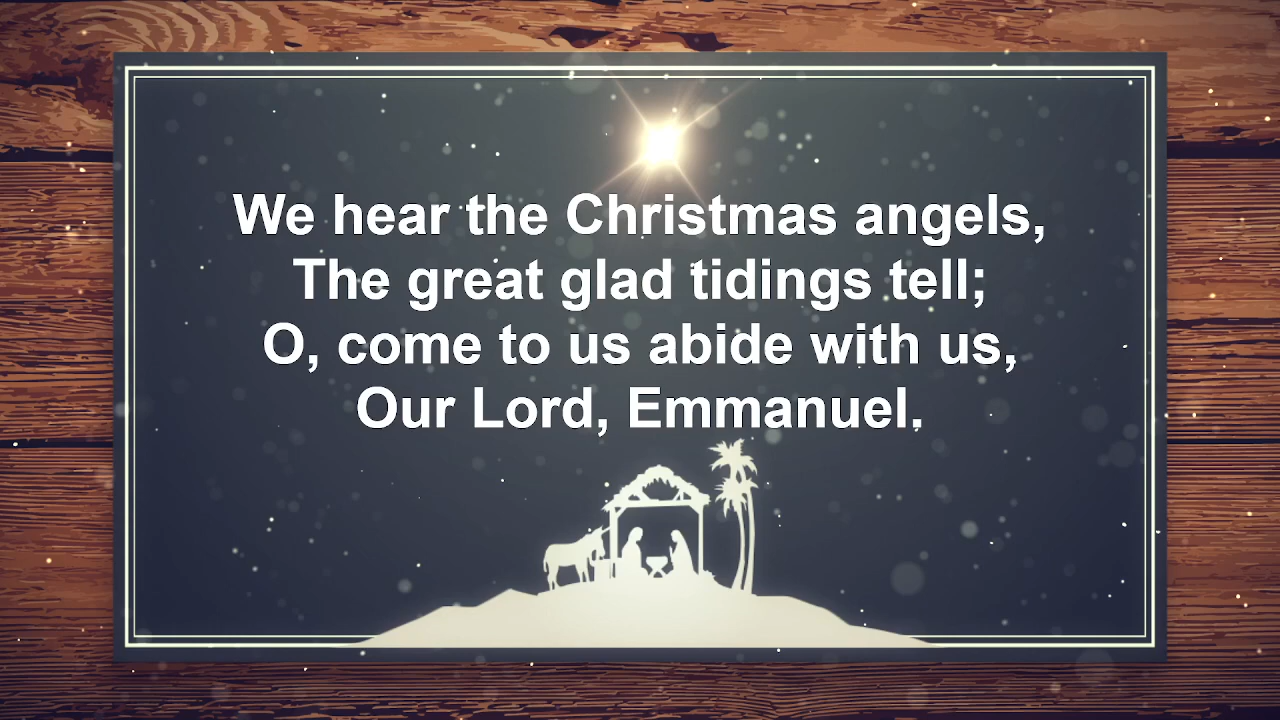 We hear the Christmas angels,
The great glad tidings tell;
O, come to us abide with us,
Our Lord, Emmanuel.